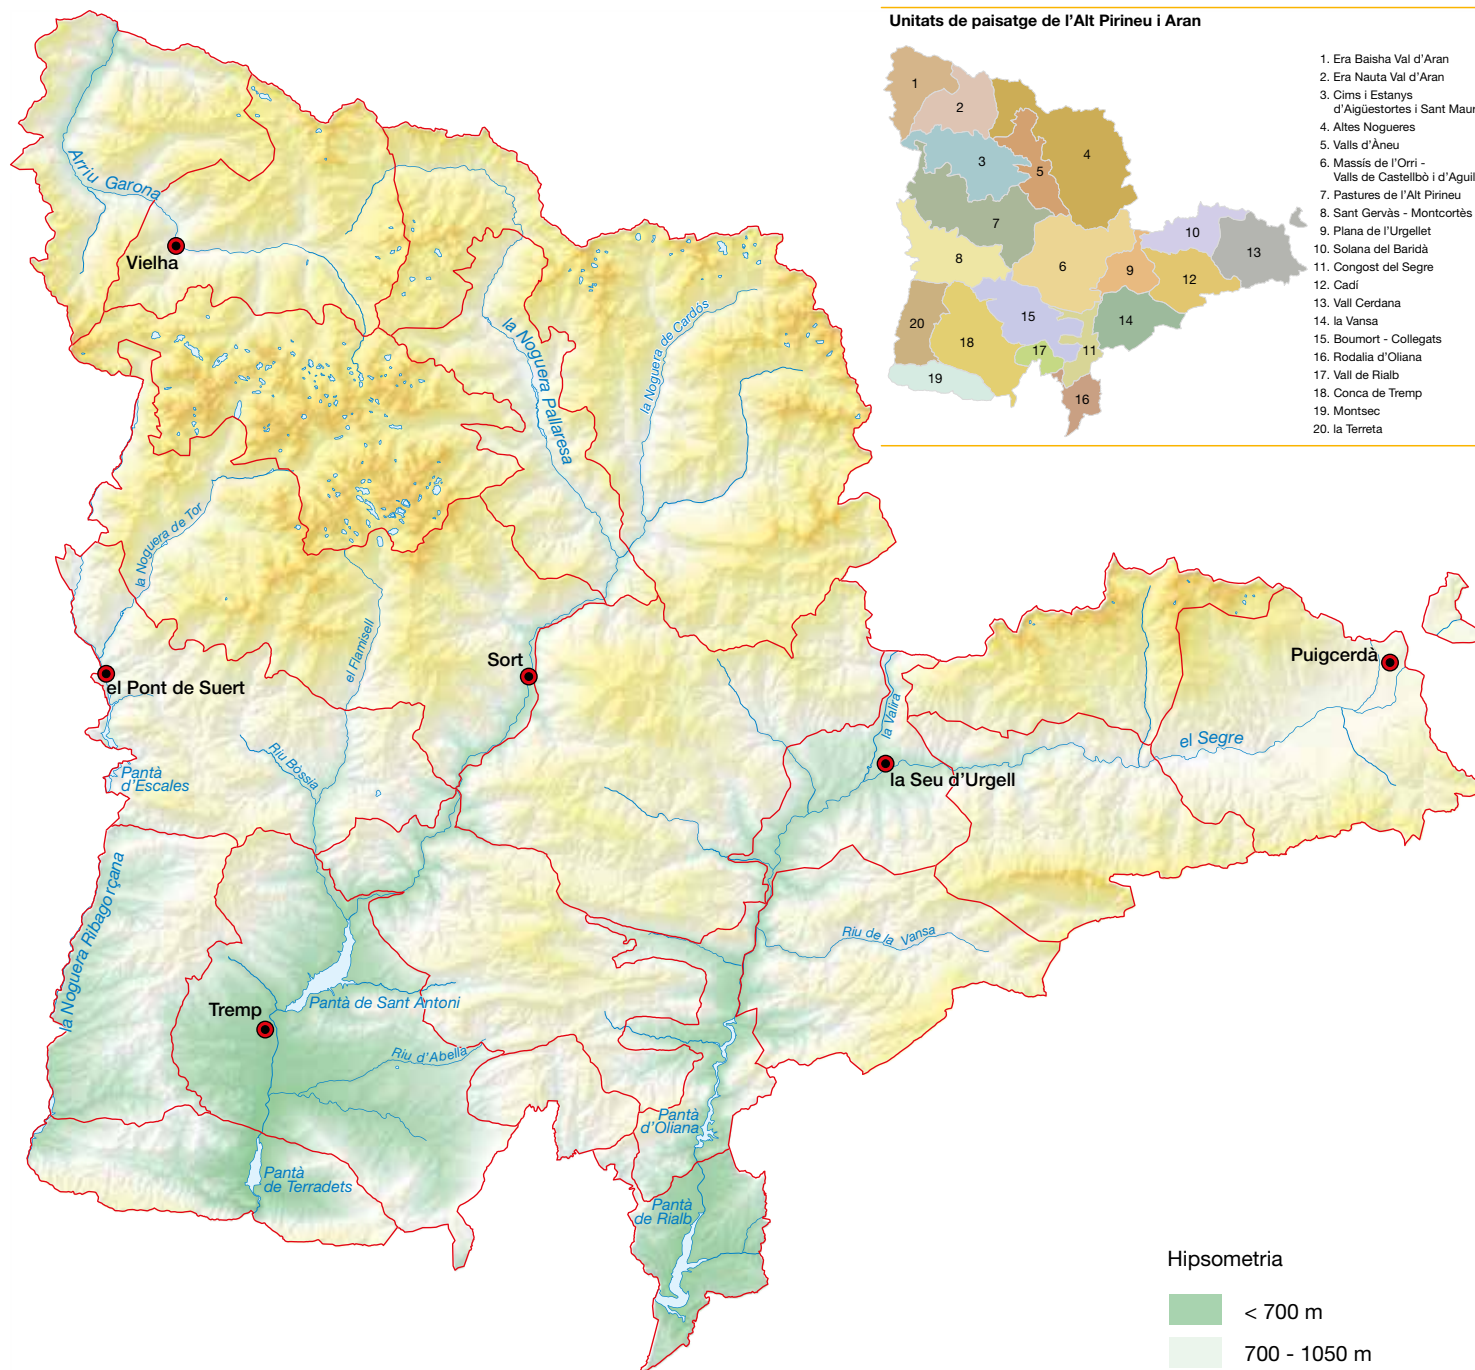 Unitats de paisatge de l'Alt Pirineu i Aran
1. Era Baisha Val d'Aran
2. Era Nauta Val d'Aran
3. Cims i Estanys
d'Aigüestortes i Sant Maur
4. Altes Nogueres
5. Valls d'Àneu
6. Massís de l'Orri -
Valls de Castellbò i d'Aguil
7. Pastures de l'Alt Pirineu
8. Sant Gervàs - Montcortès
9. Plana de l'Urgellet
10. Solana del Baridà
11. Congost del Segre
12. Cadí
13. Vall Cerdana
14. la Vansa
15. Boumort - Collegats
16. Rodalia d'Oliana
17. Vall de Rialb
18. Conca de Tremp
19. Montsec
20. la Terreta
1
2
3
4
5
6
7
8
9
10
11
12
13
14
15
16
17
18
19
20
Arriu Garona
Vielha
la Noguera Pallaresa
la Noguera de Cardós
la Noguera de Tor
el Flamisell
el Pont de Suert
Sort
Puigcerdà
la Valira
el Segre
la Seu d'Urgell
Riu Bòssia
Pantà
d'Escales
la Noguera Ribagorçana
Riu de la Vansa
Tremp
Pantà de Sant Antoni
Riu d'Abella
Pantà
d'Oliana
Pantà
de Terradets
Pantà
de Rialb
Hipsometria
< 700 m
700 - 1050 m